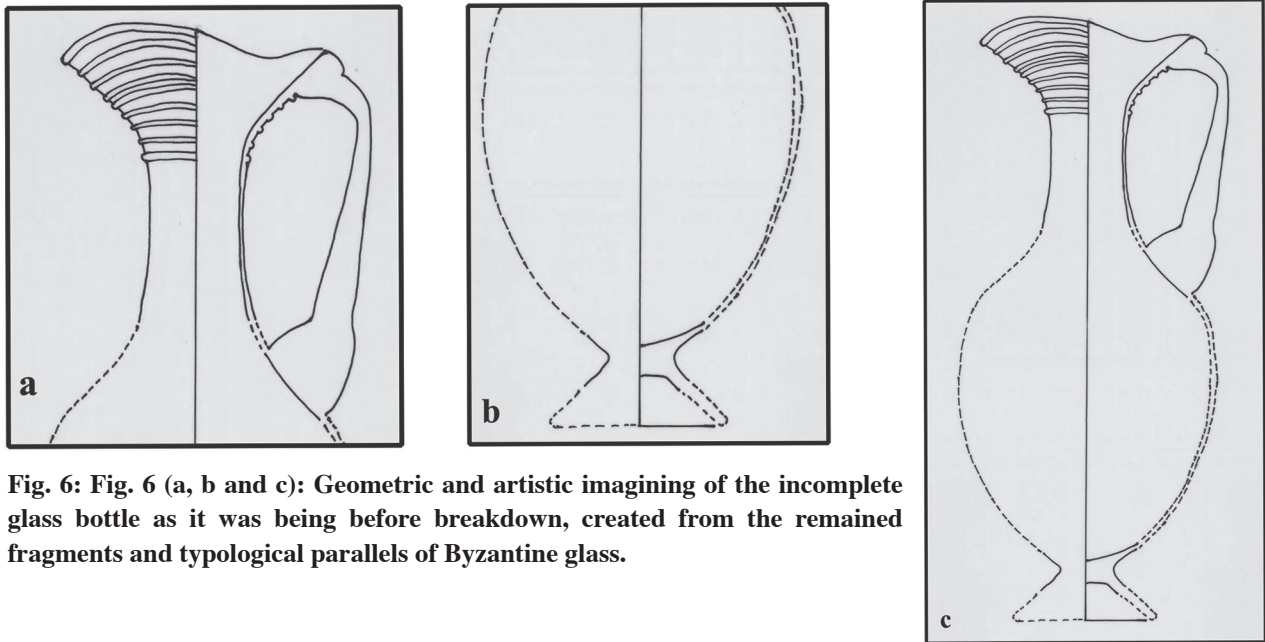 a
b
c
Fig. 6: Fig. 6 (a, b and c): Geometric and artistic imagining of the incomplete
glass bottle as it was being before breakdown, created from the remained
fragments and typological parallels of Byzantine glass.